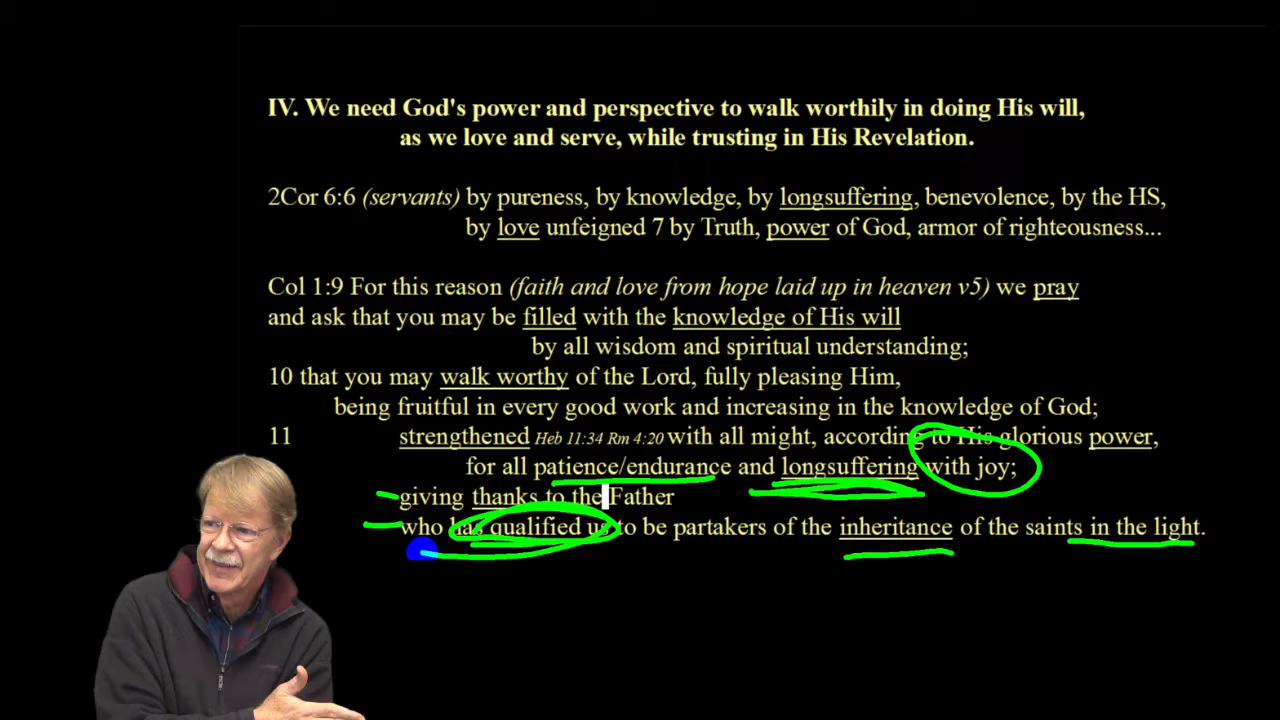 IV. We need God's power and perspective to walk worthily in doing His will,
as we love and serve, while trusting in His Revelation.
2Cor 6:6 (servants) by pureness, by knowledge, by longsuffering, benevolence, by the HS,
by love unfeigned 7 by Truth, power of God, armor of righteousness...
Col 1:9 For this reason (faith and love from hope laid up in heaven v5) we pray
and ask that you may be filled with the knowledge of His will
by all wisdom and spiritual understanding;
10 that you may walk worthy of the Lord, fully pleasing Him,
being fruitful in every good work and increasing in the knowledge of God;
11 strengthened Heb 11:34 Rm 4:20 with all might, according to His glorious power,
for all patience/endurance and longsuffering with joy;
giving thanks to the Father
who has qualified us to be partakers of the inheritance of the saints in the light.